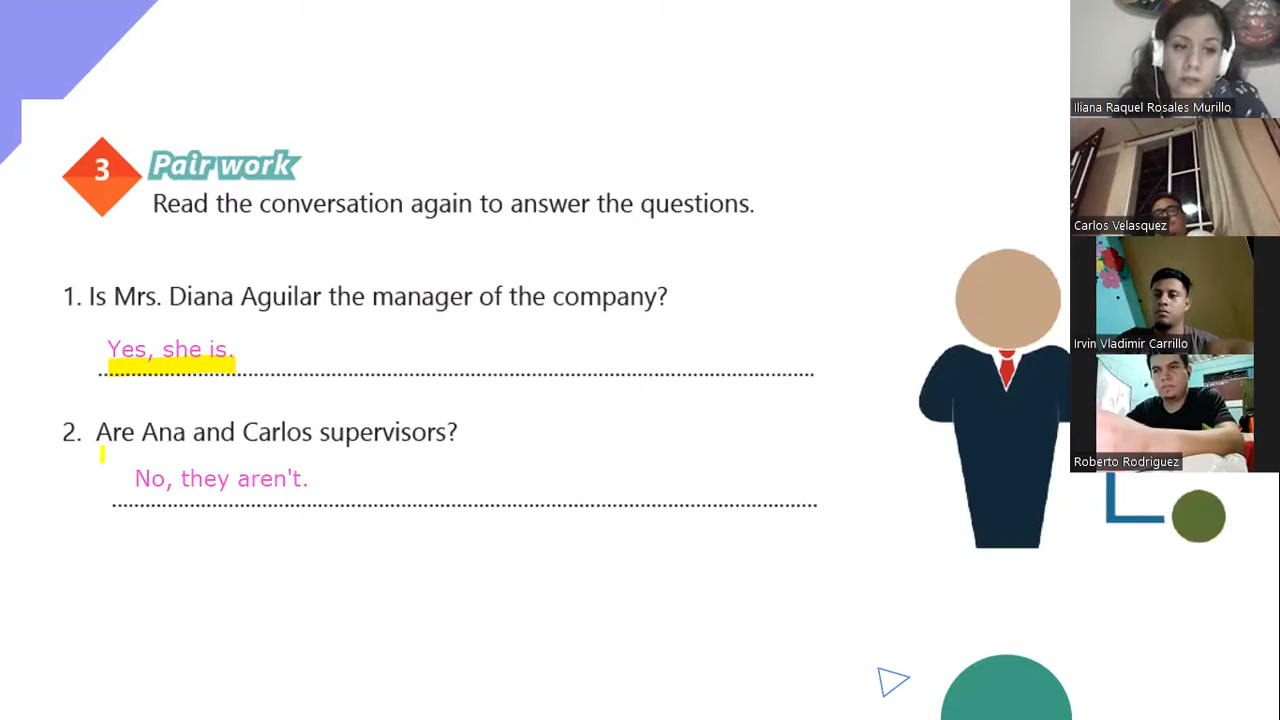 3
Pair work
Read the conversation again to answer the questions.
1. Is Mrs. Diana Aguilar the manager of the company?
Yes, she is.
2. Are Ana and Carlos supervisors?
No, they aren't.
Iliana Raquel Rosales Murillo
Carlos Velasquez
Irvin Vladimir Carrillo
Roberto Rodriguez